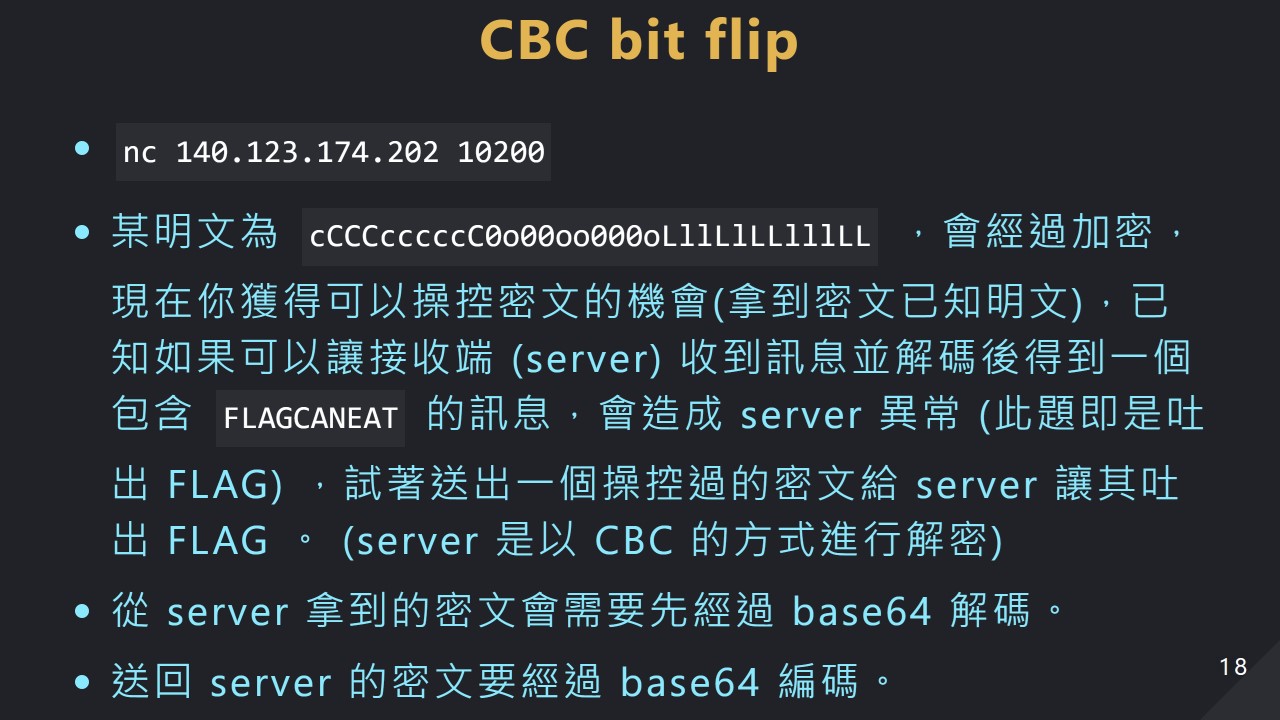 CBC bit flip
nc 140.123.174.202 10200
某明文為 cCCCcccccC0o00oo000oLllLlLLlllLL ，會經過加密，
現在你獲得可以操控密文的機會(拿到密文已知明文)，已
知如果可以讓接收端 (server) 收到訊息並解碼後得到一個
包含 FLAGCANEAT 的訊息，會造成 server 異常 (此題即是吐
出 FLAG) ，試著送出一個操控過的密文給 server 讓其吐
出 FLAG 。 (server 是以 CBC 的方式進行解密)
從 server 拿到的密文會需要先經過 base64 解碼。
送回 server 的密文要經過 base64 編碼。
18